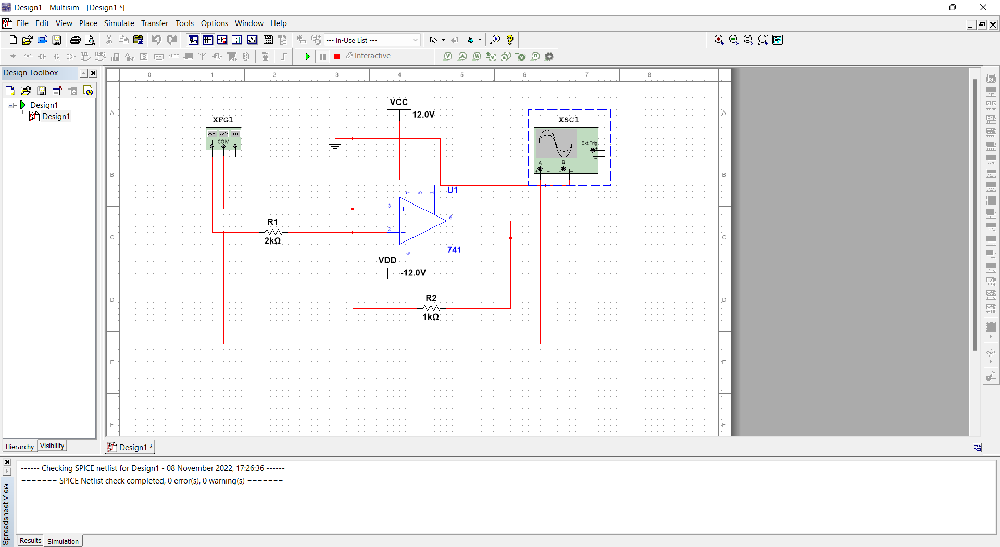 Design1 - Multisim - [Design1 *]
File Edit View Place Simulate Transfer Tools Options Window Help
--- In-Use List ---
MISC
Interactive
Design Toolbox
Design1
Design1
Hierarchy Visibility
0 1 2 3 4 5 6 7 8
A B C D E F
A B C D E F
XFG1
+ COM −
VCC
12.0V
XSC1
Ext Trig
+
−
A B
+ − + −
7 5 1
U1
3 +
2 −
6
4
741
R1
2kΩ
VDD
-12.0V
R2
1kΩ
Design1 *
------ Checking SPICE netlist for Design1 - 08 November 2022, 17:26:36 ------
======= SPICE Netlist check completed, 0 error(s), 0 warning(s) =======
Spreadsheet View
Results Simulation